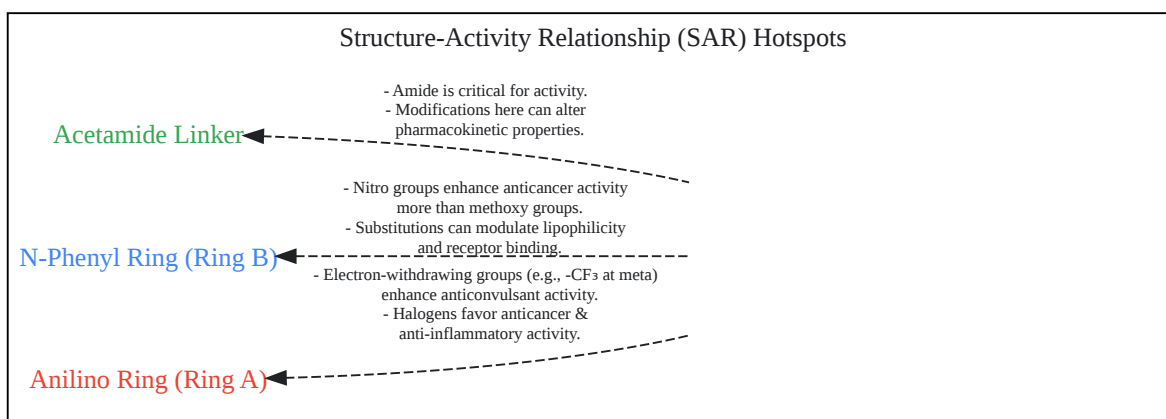 Structure-Activity Relationship (SAR) Hotspots
- Amide is critical for activity.
- Modifications here can alter
pharmacokinetic properties.
Acetamide Linker
- Nitro groups enhance anticancer activity
more than methoxy groups.
- Substitutions can modulate lipophilicity
and receptor binding.
N-Phenyl Ring (Ring B)
- Electron-withdrawing groups (e.g., -CF₃ at meta)
enhance anticonvulsant activity.
- Halogens favor anticancer &
anti-inflammatory activity.
Anilino Ring (Ring A)